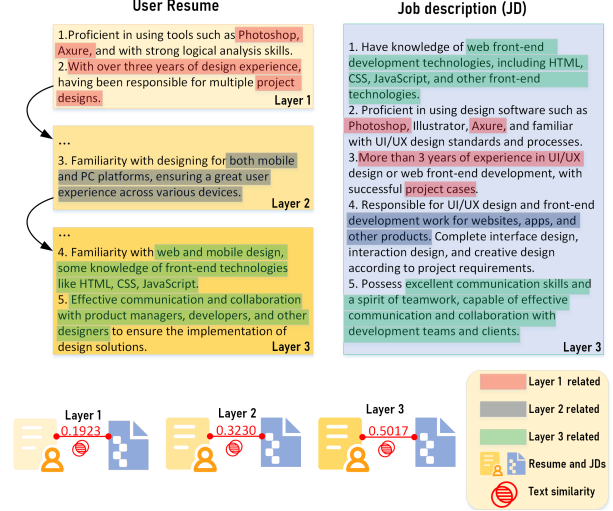 User Resume
1.Proficient in using tools such as Photoshop,
Axure, and with strong logical analysis skills.
2.With over three years of design experience,
having been responsible for multiple project
designs.
Layer 1
...
3. Familiarity with designing for both mobile
and PC platforms, ensuring a great user
experience across various devices.
Layer 2
...
4. Familiarity with web and mobile design,
some knowledge of front-end technologies
like HTML, CSS, JavaScript.
5. Effective communication and collaboration
with product managers, developers, and other
designers to ensure the implementation of
design solutions.
Layer 3
Job description (JD)
1. Have knowledge of web front-end
development technologies, including HTML,
CSS, JavaScript, and other front-end
technologies.
2. Proficient in using design software such as
Photoshop, Illustrator, Axure, and familiar
with UI/UX design standards and processes.
3.More than 3 years of experience in UI/UX
design or web front-end development, with
successful project cases.
4. Responsible for UI/UX design and front-end
development work for websites, apps, and
other products. Complete interface design,
interaction design, and creative design
according to project requirements.
5. Possess excellent communication skills and
a spirit of teamwork, capable of effective
communication and collaboration with
development teams and clients.
Layer 3
Layer 1
0.1923
Layer 2
0.3230
Layer 3
0.5017
Layer 1 related
Layer 2 related
Layer 3 related
Resume and JDs
Text similarity